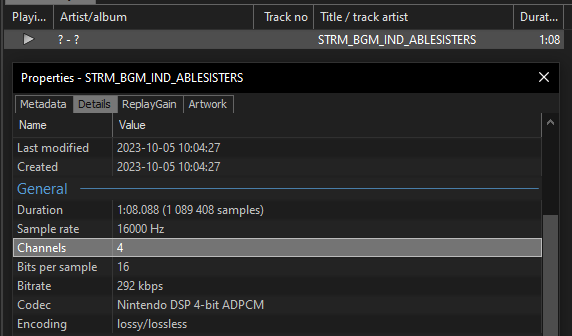 Playi... Artist/album Track no Title / track artist Durat...
? - ? STRM_BGM_IND_ABLESISTERS 1:08
Properties - STRM_BGM_IND_ABLESISTERS
Metadata Details ReplayGain Artwork
Name Value
Last modified 2023-10-05 10:04:27
Created 2023-10-05 10:04:27
General
Duration 1:08.088 (1 089 408 samples)
Sample rate 16000 Hz
Channels 4
Bits per sample 16
Bitrate 292 kbps
Codec Nintendo DSP 4-bit ADPCM
Encoding lossy/lossless